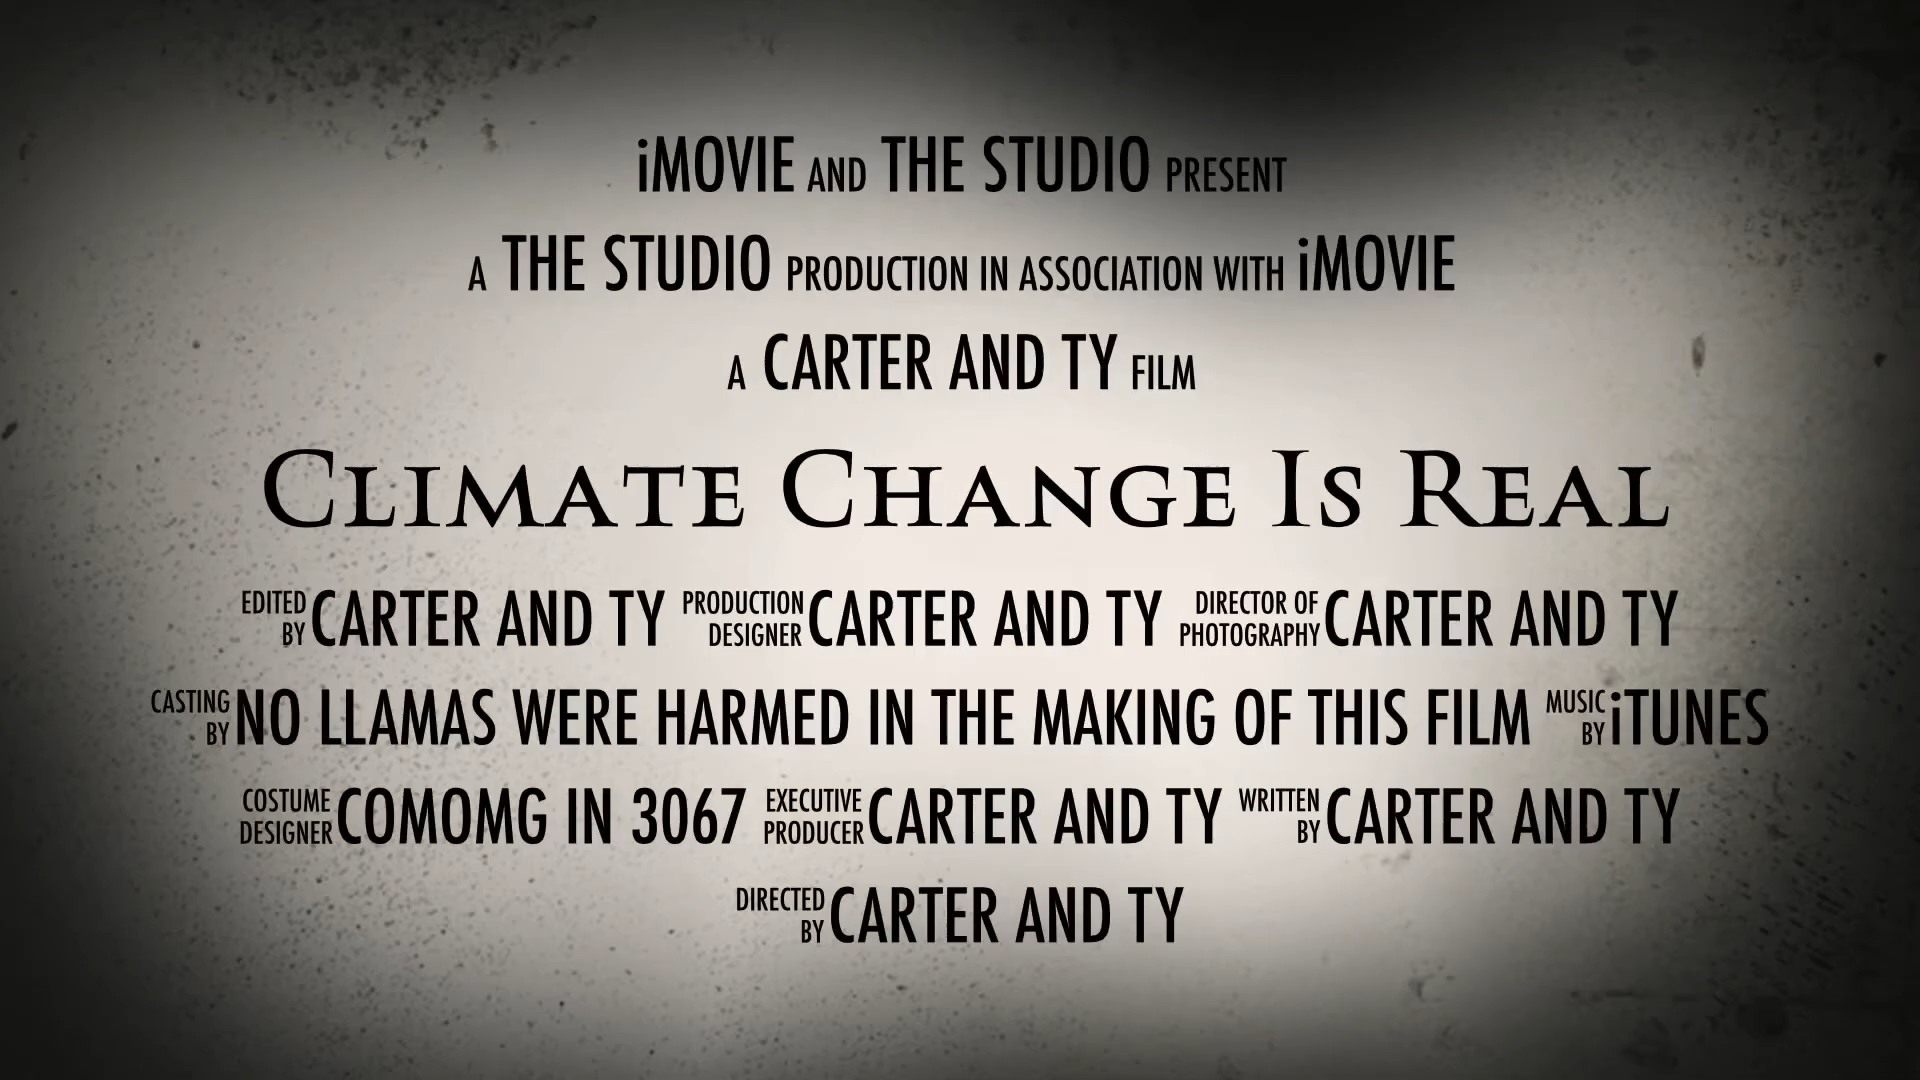 iMOVIE AND THE STUDIO PRESENT
A THE STUDIO PRODUCTION IN ASSOCIATION WITH iMOVIE
A CARTER AND TY FILM
CLIMATE CHANGE IS REAL
EDITED BY CARTER AND TY PRODUCTION DESIGNER CARTER AND TY DIRECTOR OF PHOTOGRAPHY CARTER AND TY
CASTING BY NO LLAMAS WERE HARMED IN THE MAKING OF THIS FILM MUSIC BY iTUNES
COSTUME DESIGNER COMOMG IN 3067 EXECUTIVE PRODUCER CARTER AND TY WRITTEN BY CARTER AND TY
DIRECTED BY CARTER AND TY